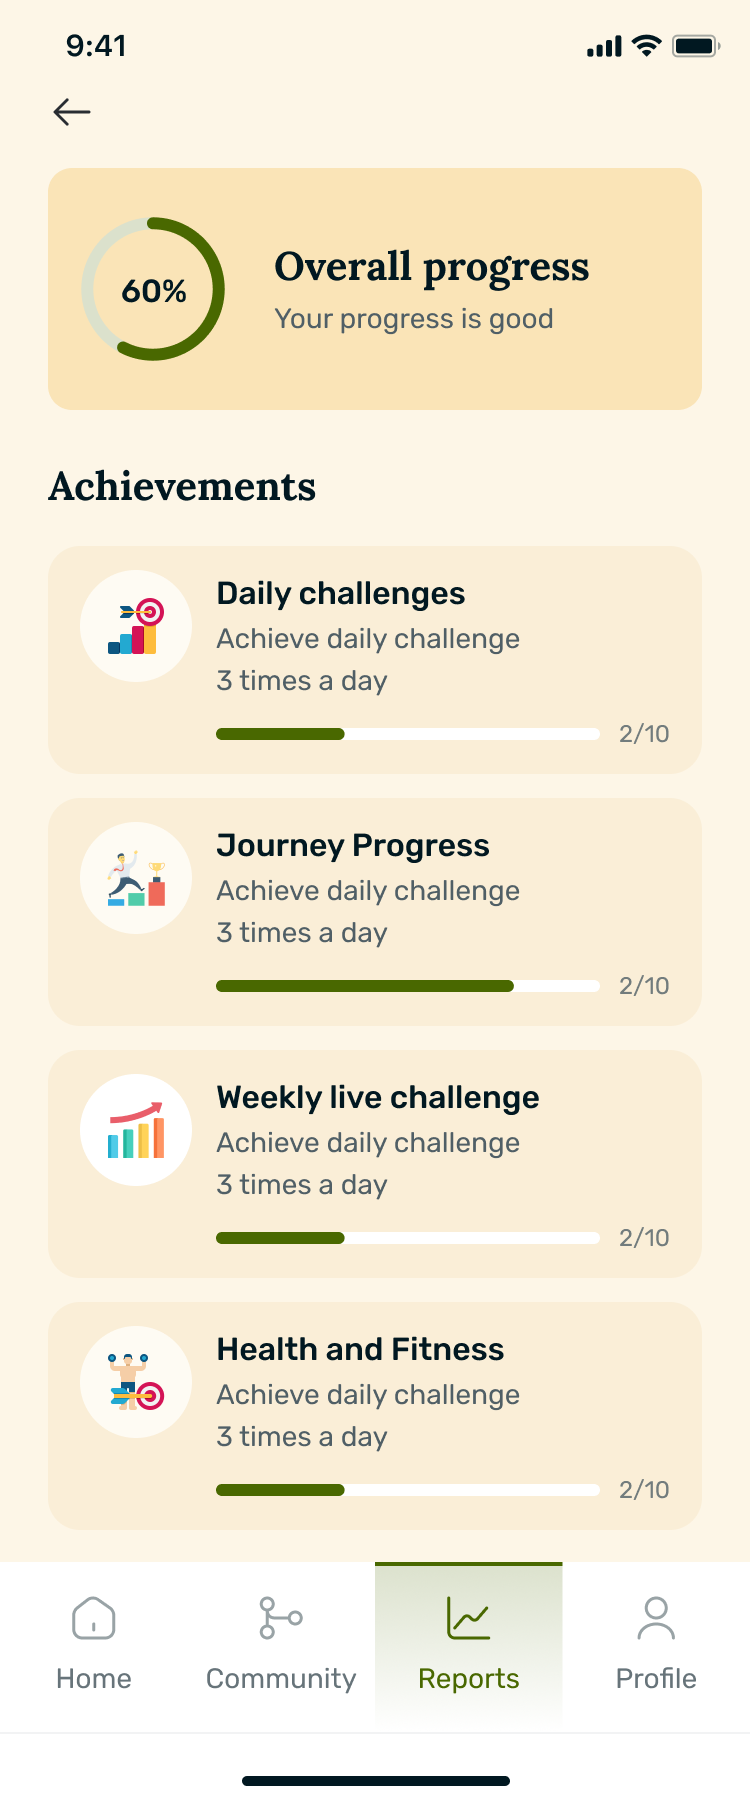 9:41
60%
Overall progress
Your progress is good
Achievements
Daily challenges
Achieve daily challenge
3 times a day
2/10
Journey Progress
Achieve daily challenge
3 times a day
2/10
Weekly live challenge
Achieve daily challenge
3 times a day
2/10
Health and Fitness
Achieve daily challenge
3 times a day
2/10
Home
Community
Reports
Profile